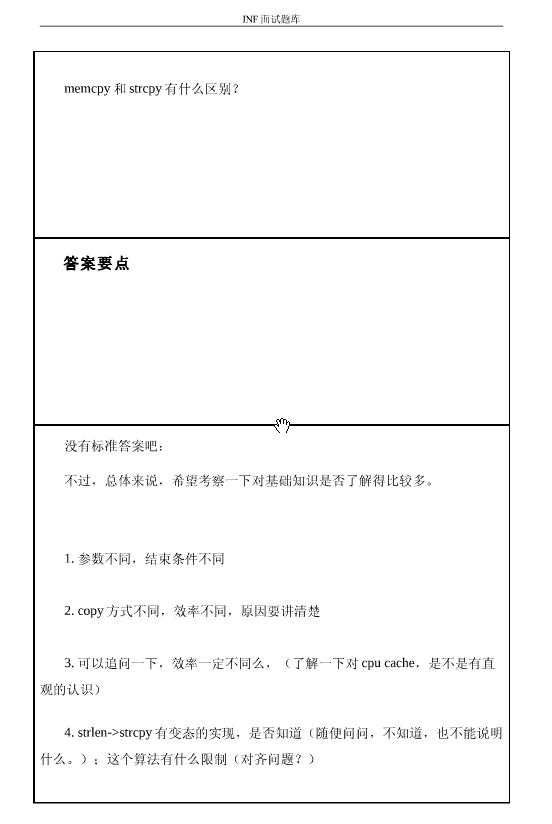 INF 面试题库
memcpy 和 strcpy 有什么区别?
答案要点
没有标准答案吧:
不过，总体来说，希望考察一下对基础知识是否了解得比较多。
1. 参数不同，结束条件不同
2. copy 方式不同，效率不同，原因要讲清楚
3. 可以追问一下，效率一定不同么，（了解一下对 cpu cache，是不是有直
观的认识）
4. strlen->strcpy 有变态的实现，是否知道（随便问问，不知道，也不能说明
什么。）; 这个算法有什么限制（对齐问题？）